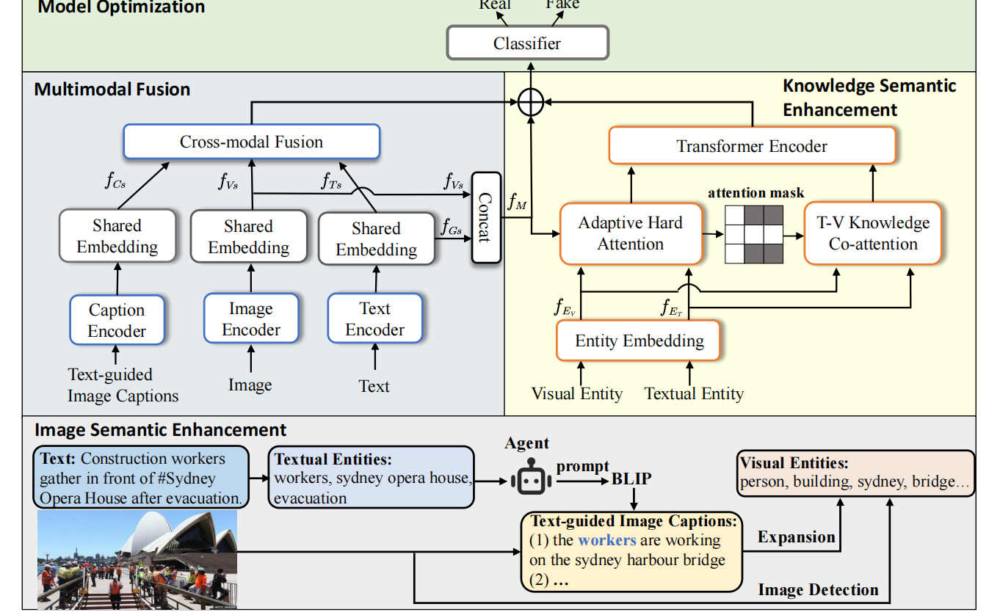 Model Optimization
Real
Fake
Classifier
Multimodal Fusion
Knowledge Semantic
Enhancement
Cross-modal Fusion
Transformer Encoder
f_Cs
f_Vs
f_Ts
f_Vs
f_Gs
Concat
f_M
attention mask
Shared
Embedding
Shared
Embedding
Shared
Embedding
Adaptive Hard
Attention
T-V Knowledge
Co-attention
Caption
Encoder
Image
Encoder
Text
Encoder
f_{E_V}
f_{E_T}
Entity Embedding
Text-guided
Image Captions
Image
Text
Visual Entity
Textual Entity
Image Semantic Enhancement
Text: Construction workers
gather in front of #Sydney
Opera House after evacuation.
Textual Entities:
workers, sydney opera house,
evacuation
Agent
prompt
BLIP
Visual Entities:
person, building, sydney, bridge…
Text-guided Image Captions:
(1) the workers are working
on the sydney harbour bridge
(2) ...
Expansion
Image Detection